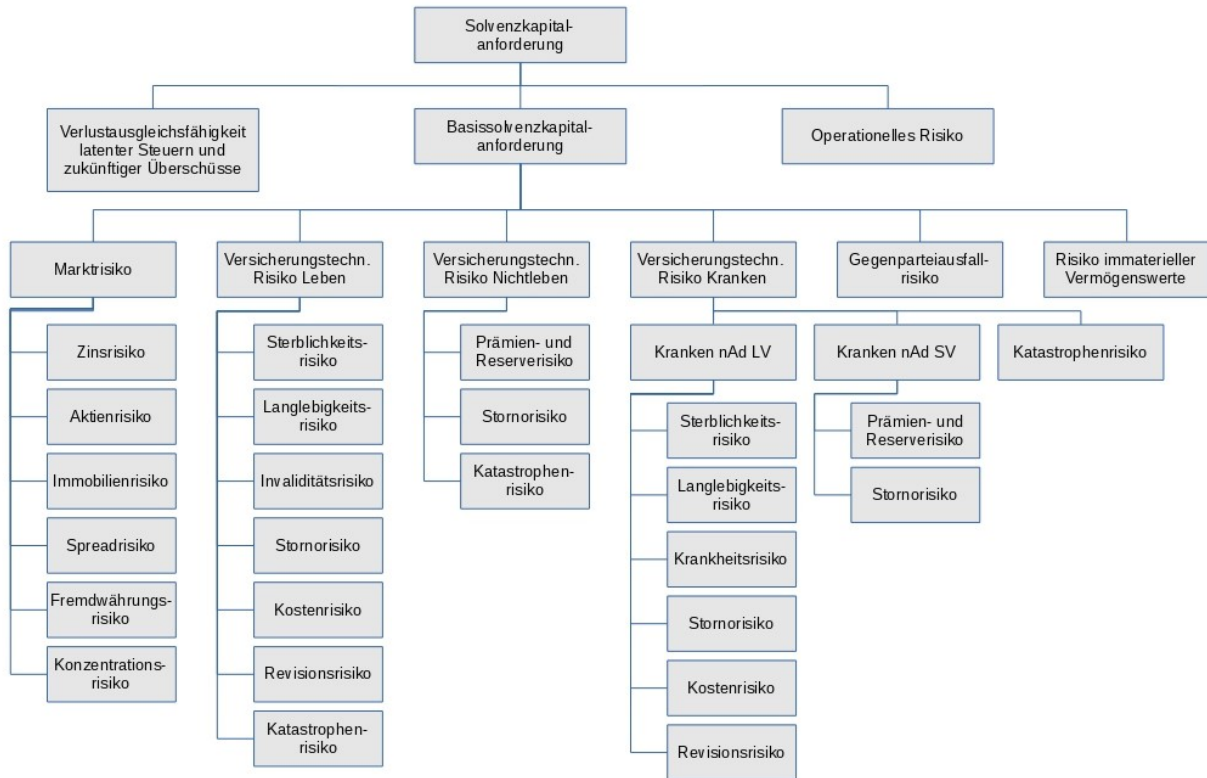 Solvenzkapital-
anforderung
Verlustausgleichsfähigkeit
latenter Steuern und
zukünftiger Überschüsse
Basissolvenzkapital-
anforderung
Operationelles Risiko
Marktrisiko
Versicherungstechn.
Risiko Leben
Versicherungstechn.
Risiko Nichtleben
Versicherungstechn.
Risiko Kranken
Gegenparteiausfall-
risiko
Risiko immaterieller
Vermögenswerte
Zinsrisiko
Aktienrisiko
Immobilienrisiko
Spreadrisiko
Fremdwährungs-
risiko
Konzentrations-
risiko
Sterblichkeits-
risiko
Langlebigkeits-
risiko
Invaliditätsrisiko
Stornorisiko
Kostenrisiko
Revisionsrisiko
Katastrophen-
risiko
Prämien- und
Reserverisiko
Stornorisiko
Katastrophen-
risiko
Kranken nAd LV
Kranken nAd SV
Katastrophenrisiko
Sterblichkeits-
risiko
Langlebigkeits-
risiko
Krankheitsrisiko
Stornorisiko
Kostenrisiko
Revisionsrisiko
Prämien- und
Reserverisiko
Stornorisiko